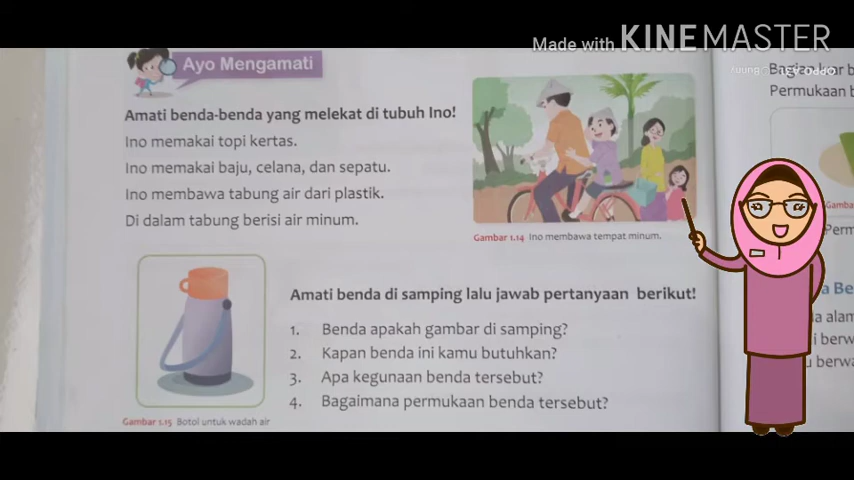 Made with KINEMASTER
Ayo Mengamati
Amati benda-benda yang melekat di tubuh Ino!
Ino memakai topi kertas.
Ino memakai baju, celana, dan sepatu.
Ino membawa tabung air dari plastik.
Di dalam tabung berisi air minum.
Gambar 1.14 Ino membawa tempat minum.
Amati benda di samping lalu jawab pertanyaan berikut!
1. Benda apakah gambar di samping?
2. Kapan benda ini kamu butuhkan?
3. Apa kegunaan benda tersebut?
4. Bagaimana permukaan benda tersebut?
Gambar 1.15 Botol untuk wadah air
Permukaan